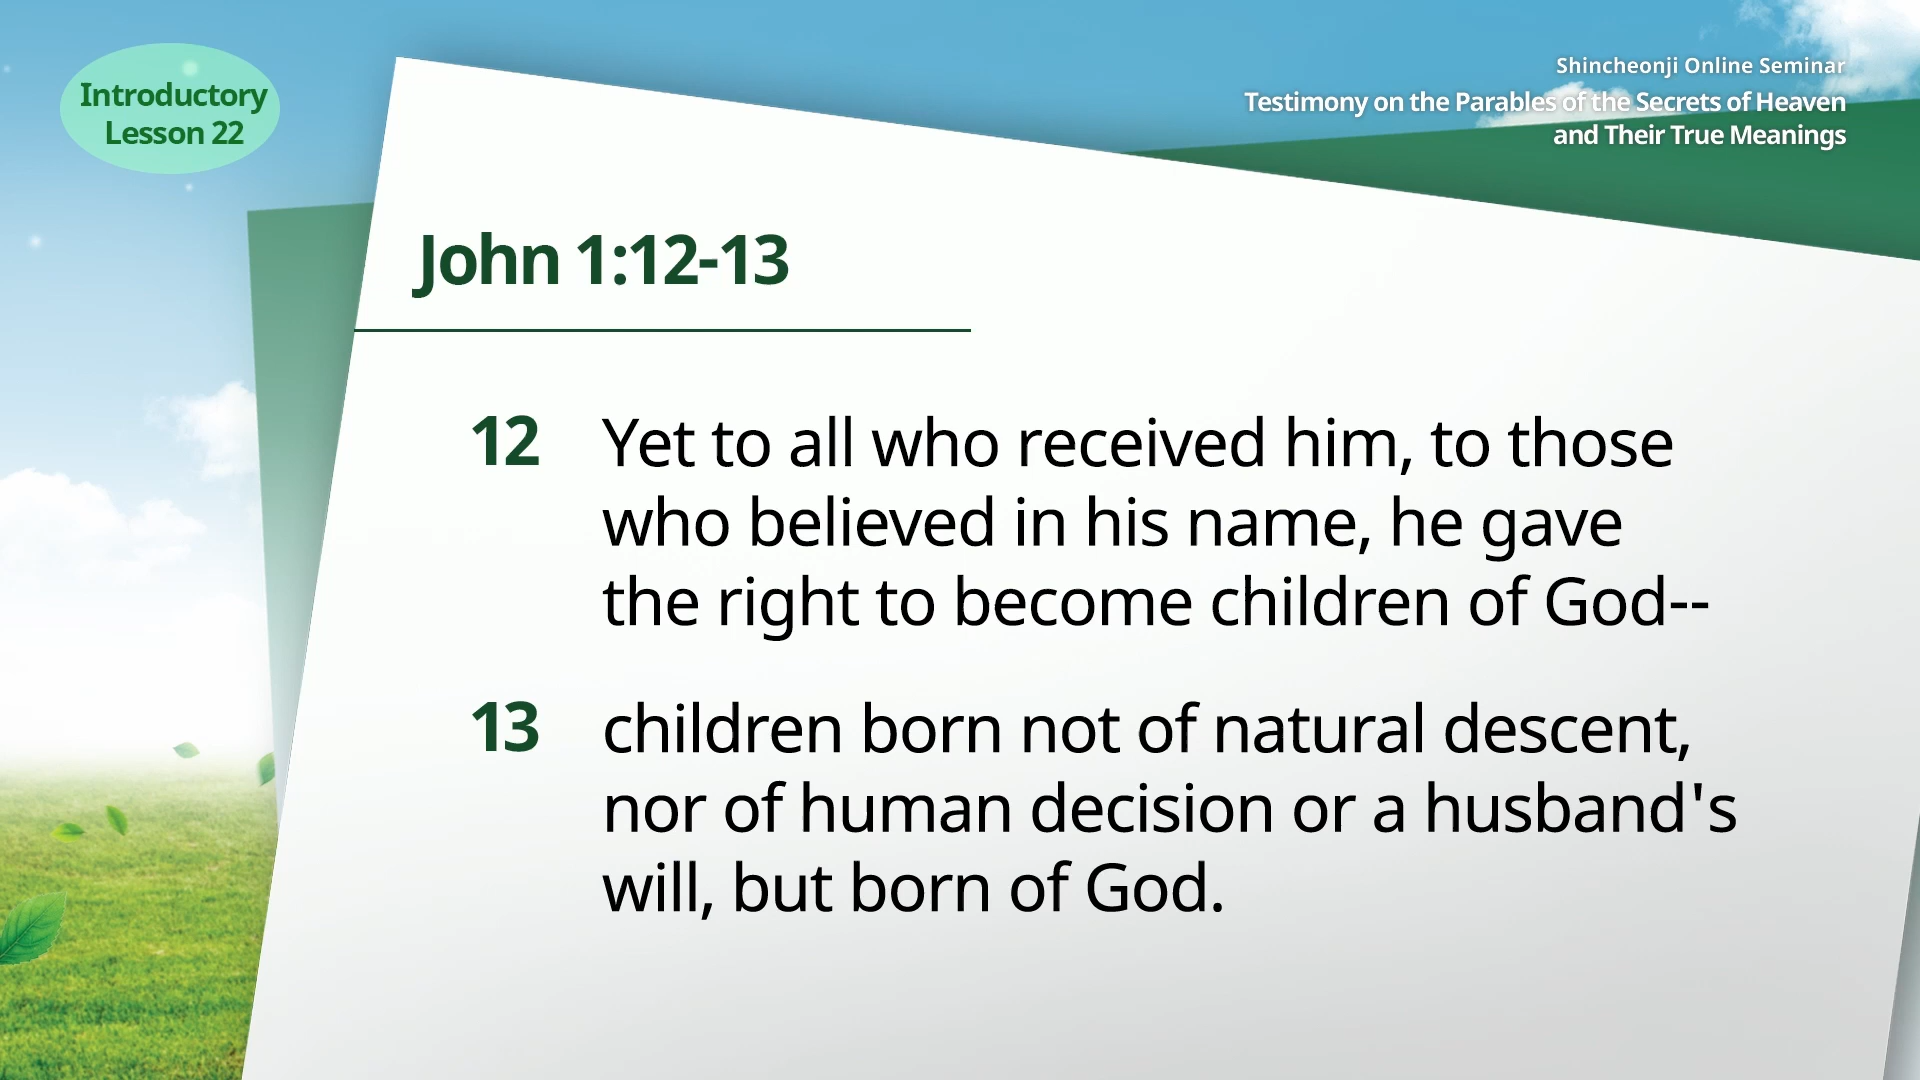 Introductory
Lesson 22
Shincheonji Online Seminar
Testimony on the Parables of the Secrets of Heaven
and Their True Meanings
John 1:12-13
12 Yet to all who received him, to those
who believed in his name, he gave
the right to become children of God--
13 children born not of natural descent,
nor of human decision or a husband's
will, but born of God.